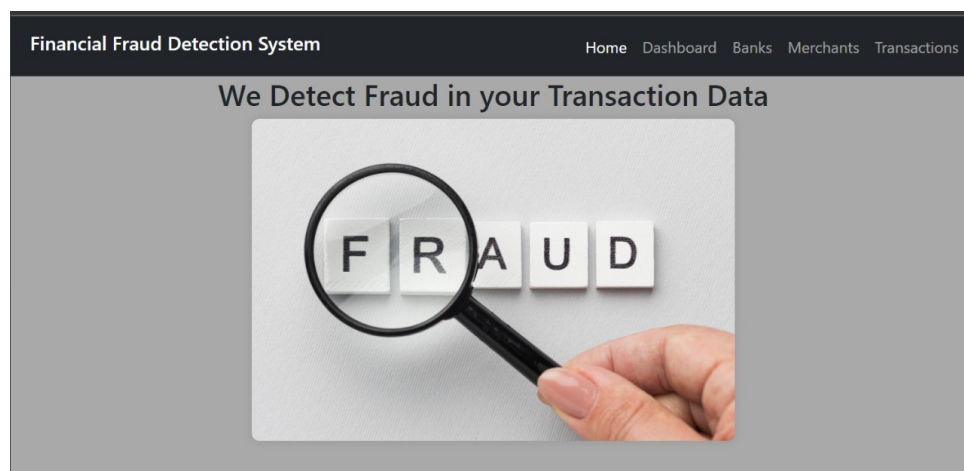 Financial Fraud Detection System
Home Dashboard Banks Merchants Transactions
We Detect Fraud in your Transaction Data
FRAUD